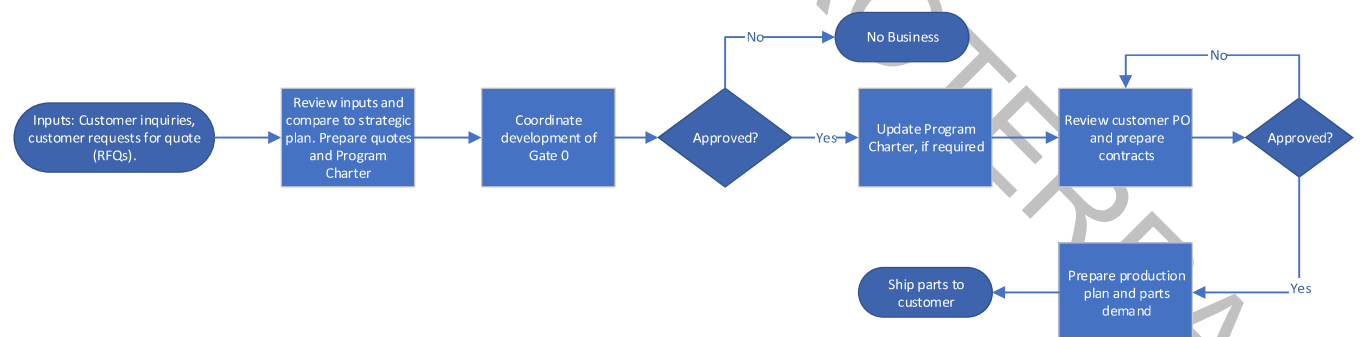 No
No Business
No
Inputs: Customer inquiries,
customer requests for quote
(RFQs).
Review inputs and
compare to strategic
plan. Prepare quotes
and Program
Charter
Coordinate
development of
Gate 0
Approved?
Yes
Update Program
Charter, if required
Review customer PO
and prepare
contracts
Approved?
Ship parts to
customer
Prepare production
plan and parts
demand
Yes